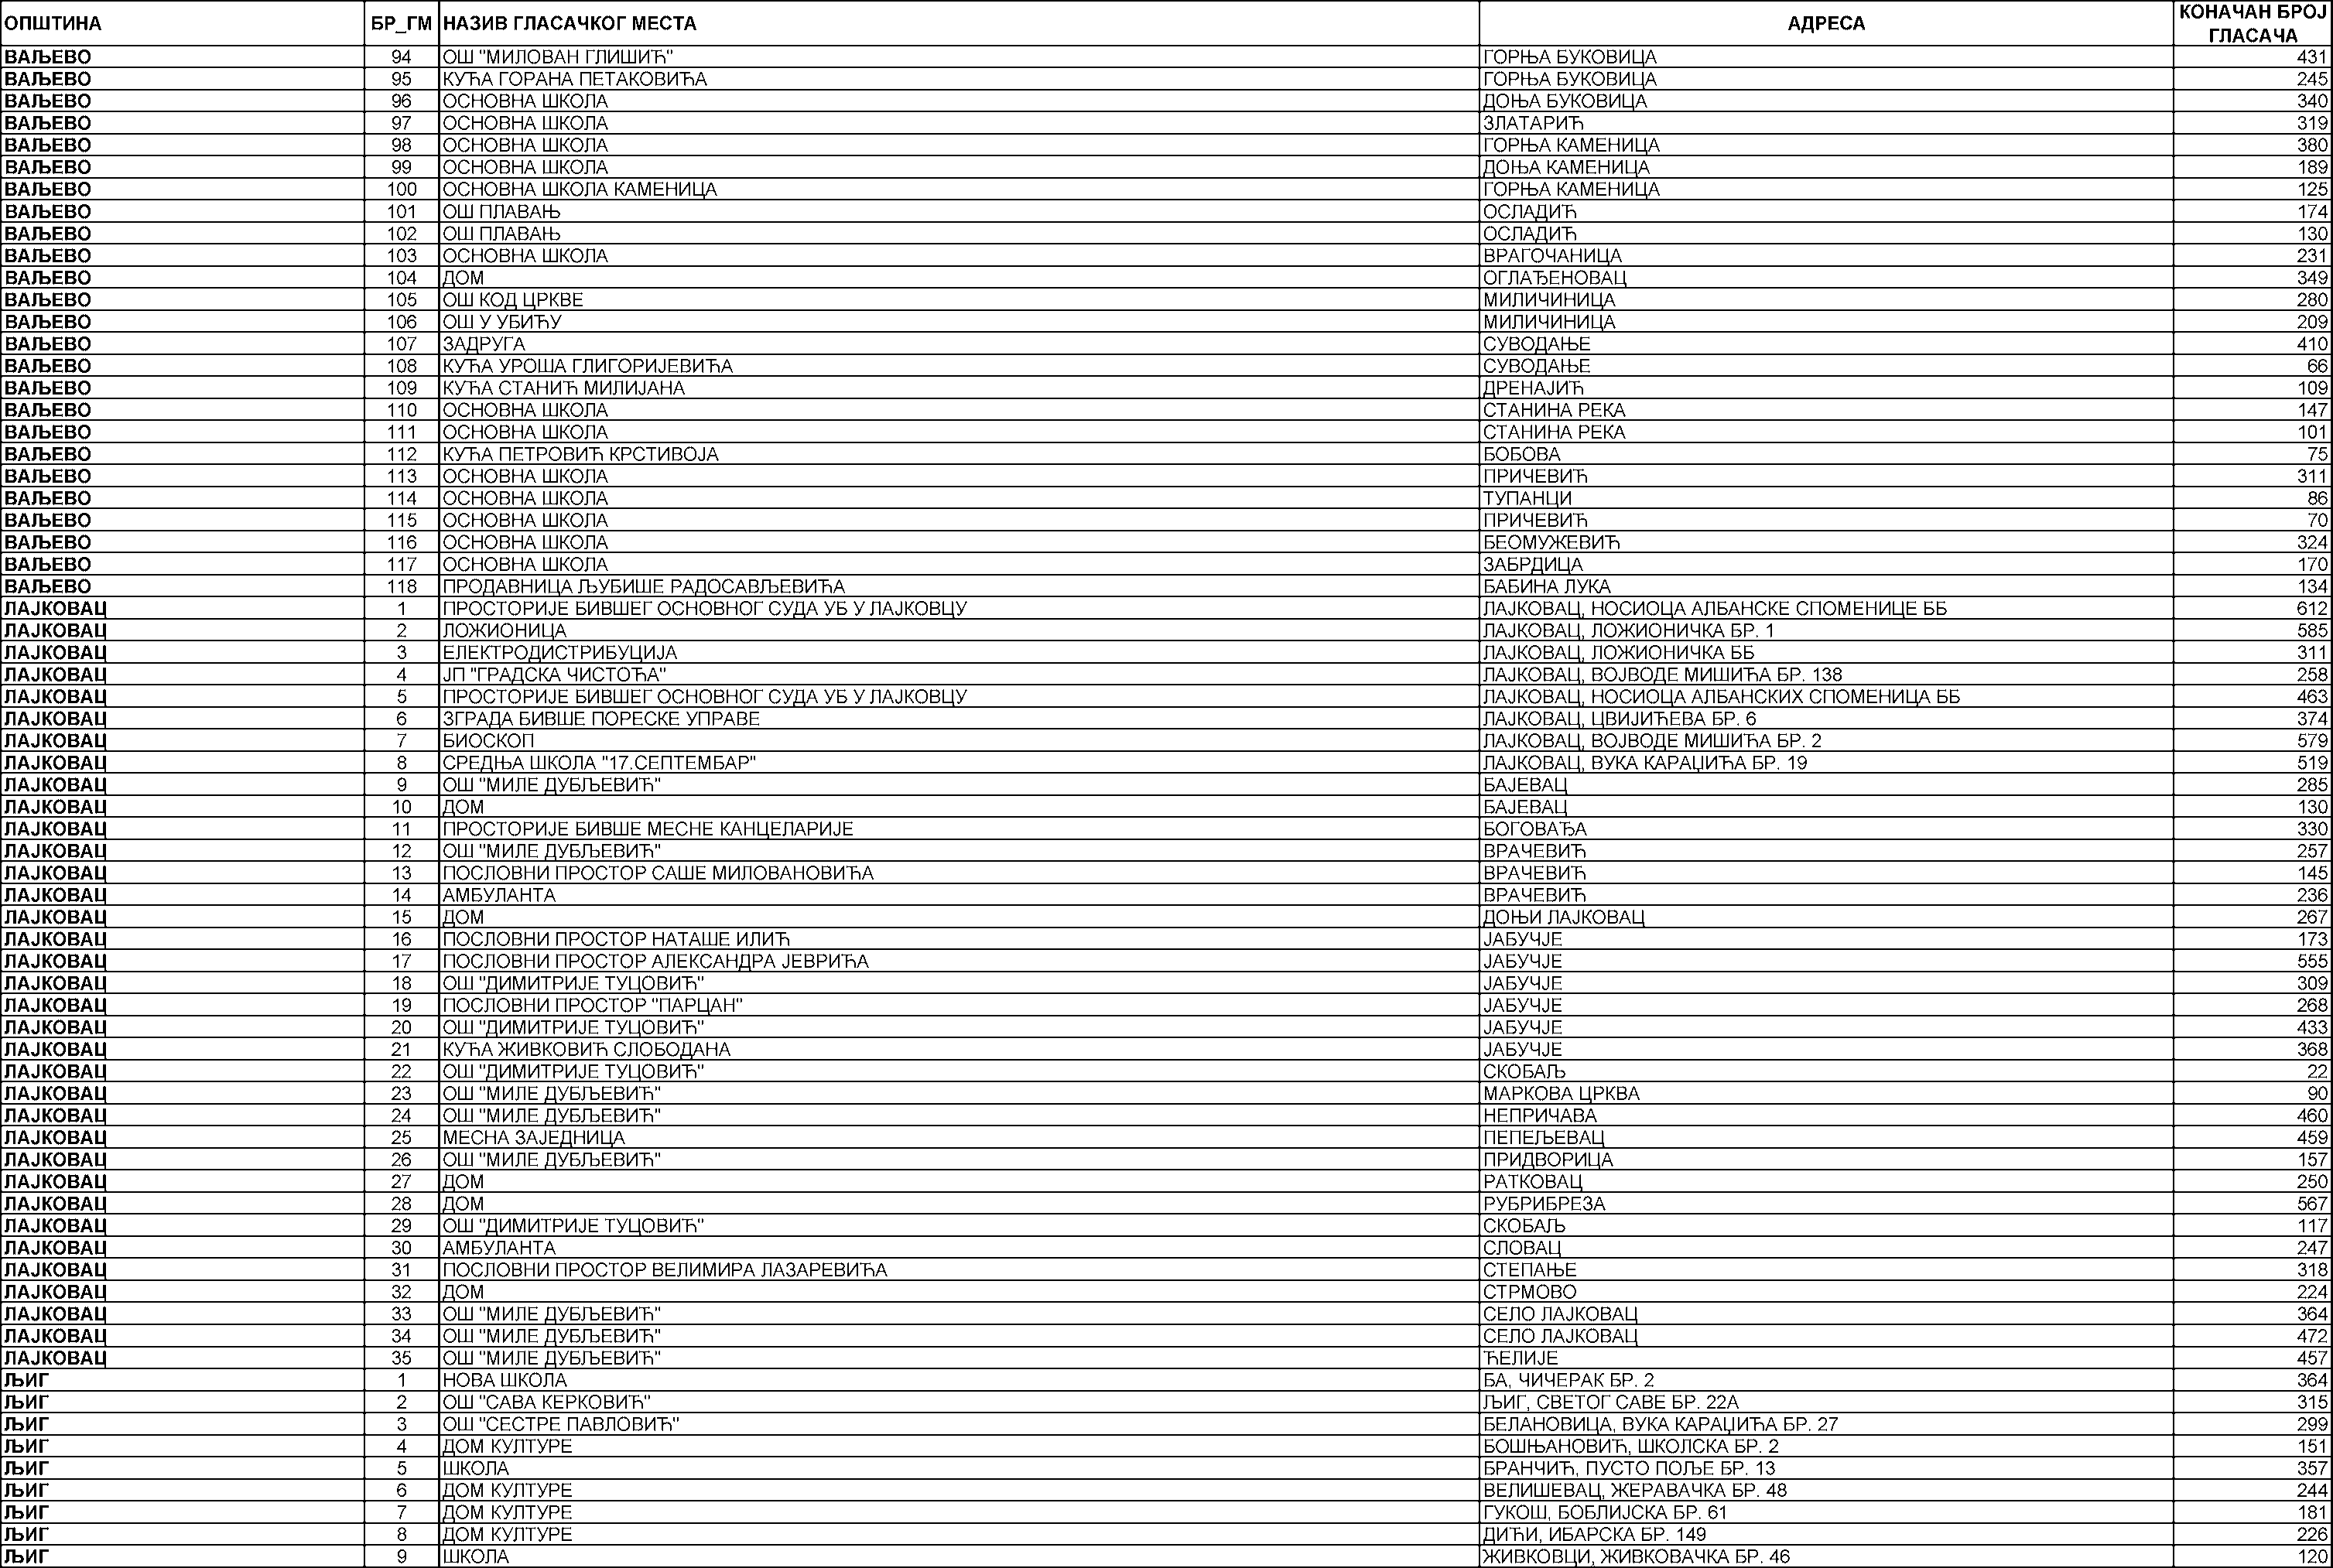 ОПШТИНА БР_ГМ НАЗИВ ГЛАСАЧКОГ МЕСТА АДРЕСА КОНАЧАН БРОЈ ГЛАСАЧА
ВАЉЕВО 94 ОШ "МИЛОВАН ГЛИШИЋ" ГОРЊА БУКОВИЦА 431
ВАЉЕВО 95 КУЋА ГОРАНА ПЕТАКОВИЋА ГОРЊА БУКОВИЦА 245
ВАЉЕВО 96 ОСНОВНА ШКОЛА ДОЊА БУКОВИЦА 340
ВАЉЕВО 97 ОСНОВНА ШКОЛА ЗЛАТАРИЋ 319
ВАЉЕВО 98 ОСНОВНА ШКОЛА ГОРЊА КАМЕНИЦА 380
ВАЉЕВО 99 ОСНОВНА ШКОЛА ДОЊА КАМЕНИЦА 189
ВАЉЕВО 100 ОСНОВНА ШКОЛА КАМЕНИЦА ГОРЊА КАМЕНИЦА 125
ВАЉЕВО 101 ОШ ПЛАВАЊ ОСЛАДИЋ 174
ВАЉЕВО 102 ОШ ПЛАВАЊ ОСЛАДИЋ 130
ВАЉЕВО 103 ОСНОВНА ШКОЛА ВРАГОЧАНИЦА 231
ВАЉЕВО 104 ДОМ ОГЛАЂЕНОВАЦ 349
ВАЉЕВО 105 ОШ КОД ЦРКВЕ МИЛИЧИНИЦА 280
ВАЉЕВО 106 ОШ У УБИЋУ МИЛИЧИНИЦА 209
ВАЉЕВО 107 ЗАДРУГА СУВОДАЊЕ 410
ВАЉЕВО 108 КУЋА УРОША ГЛИГОРИЈЕВИЋА СУВОДАЊЕ 66
ВАЉЕВО 109 КУЋА СТАНИЋ МИЛИЈАНА ДРЕНАЈИЋ 109
ВАЉЕВО 110 ОСНОВНА ШКОЛА СТАНИНА РЕКА 147
ВАЉЕВО 111 ОСНОВНА ШКОЛА СТАНИНА РЕКА 101
ВАЉЕВО 112 КУЋА ПЕТРОВИЋ КРСТИВОЈА БОБОВА 75
ВАЉЕВО 113 ОСНОВНА ШКОЛА ПРИЧЕВИЋ 311
ВАЉЕВО 114 ОСНОВНА ШКОЛА ТУПАНЦИ 86
ВАЉЕВО 115 ОСНОВНА ШКОЛА ПРИЧЕВИЋ 70
ВАЉЕВО 116 ОСНОВНА ШКОЛА БЕОМУЖЕВИЋ 324
ВАЉЕВО 117 ОСНОВНА ШКОЛА ЗАБРДИЦА 170
ВАЉЕВО 118 ПРОДАВНИЦА ЉУБИШЕ РАДОСАВЉЕВИЋА БАБИНА ЛУКА 134
ЛАЈКОВАЦ 1 ПРОСТОРИЈЕ БИВШЕГ ОСНОВНОГ СУДА УБ У ЛАЈКОВЦУ ЛАЈКОВАЦ, НОСИОЦА АЛБАНСКЕ СПОМЕНИЦЕ ББ 612
ЛАЈКОВАЦ 2 ЛОЖИОНИЦА ЛАЈКОВАЦ, ЛОЖИОНИЧКА БР. 1 585
ЛАЈКОВАЦ 3 ЕЛЕКТРОДИСТРИБУЦИЈА ЛАЈКОВАЦ, ЛОЖИОНИЧКА ББ 311
ЛАЈКОВАЦ 4 ЈП "ГРАДСКА ЧИСТОЋА" ЛАЈКОВАЦ, ВОЈВОДЕ МИШИЋА БР. 138 258
ЛАЈКОВАЦ 5 ПРОСТОРИЈЕ БИВШЕГ ОСНОВНОГ СУДА УБ У ЛАЈКОВЦУ ЛАЈКОВАЦ, НОСИОЦА АЛБАНСКИХ СПОМЕНИЦА ББ 463
ЛАЈКОВАЦ 6 ЗГРАДА БИВШЕ ПОРЕСКЕ УПРАВЕ ЛАЈКОВАЦ, ЦВИЈИЋЕВА БР. 6 374
ЛАЈКОВАЦ 7 БИОСКОП ЛАЈКОВАЦ, ВОЈВОДЕ МИШИЋА БР. 2 579
ЛАЈКОВАЦ 8 СРЕДЊА ШКОЛА "17.СЕПТЕМБАР" ЛАЈКОВАЦ, ВУКА КАРАЏИЋА БР. 19 519
ЛАЈКОВАЦ 9 ОШ "МИЛЕ ДУБЉЕВИЋ" БАЈЕВАЦ 285
ЛАЈКОВАЦ 10 ДОМ БАЈЕВАЦ 130
ЛАЈКОВАЦ 11 ПРОСТОРИЈЕ БИВШЕ МЕСНЕ КАНЦЕЛАРИЈЕ БОГОВАЂА 330
ЛАЈКОВАЦ 12 ОШ "МИЛЕ ДУБЉЕВИЋ" ВРАЧЕВИЋ 257
ЛАЈКОВАЦ 13 ПОСЛОВНИ ПРОСТОР САШЕ МИЛОВАНОВИЋА ВРАЧЕВИЋ 145
ЛАЈКОВАЦ 14 АМБУЛАНТА ВРАЧЕВИЋ 236
ЛАЈКОВАЦ 15 ДОМ ДОЊИ ЛАЈКОВАЦ 267
ЛАЈКОВАЦ 16 ПОСЛОВНИ ПРОСТОР НАТАШЕ ИЛИЋ ЈАБУЧЈЕ 173
ЛАЈКОВАЦ 17 ПОСЛОВНИ ПРОСТОР АЛЕКСАНДРА ЈЕВРИЋА ЈАБУЧЈЕ 555
ЛАЈКОВАЦ 18 ОШ "ДИМИТРИЈЕ ТУЦОВИЋ" ЈАБУЧЈЕ 309
ЛАЈКОВАЦ 19 ПОСЛОВНИ ПРОСТОР "ПАРЦАН" ЈАБУЧЈЕ 268
ЛАЈКОВАЦ 20 ОШ "ДИМИТРИЈЕ ТУЦОВИЋ" ЈАБУЧЈЕ 433
ЛАЈКОВАЦ 21 КУЋА ЖИВКОВИЋ СЛОБОДАНА ЈАБУЧЈЕ 368
ЛАЈКОВАЦ 22 ОШ "ДИМИТРИЈЕ ТУЦОВИЋ" СКОБАЉ 22
ЛАЈКОВАЦ 23 ОШ "МИЛЕ ДУБЉЕВИЋ" МАРКОВА ЦРКВА 90
ЛАЈКОВАЦ 24 ОШ "МИЛЕ ДУБЉЕВИЋ" НЕПРИЧАВА 460
ЛАЈКОВАЦ 25 МЕСНА ЗАЈЕДНИЦА ПЕПЕЉЕВАЦ 459
ЛАЈКОВАЦ 26 ОШ "МИЛЕ ДУБЉЕВИЋ" ПРИДВОРИЦА 157
ЛАЈКОВАЦ 27 ДОМ РАТКОВАЦ 250
ЛАЈКОВАЦ 28 ДОМ РУБРИБРЕЗА 567
ЛАЈКОВАЦ 29 ОШ "ДИМИТРИЈЕ ТУЦОВИЋ" СКОБАЉ 117
ЛАЈКОВАЦ 30 АМБУЛАНТА СЛОВАЦ 247
ЛАЈКОВАЦ 31 ПОСЛОВНИ ПРОСТОР ВЕЛИМИРА ЛАЗАРЕВИЋА СТЕПАЊЕ 318
ЛАЈКОВАЦ 32 ДОМ СТРМОВО 224
ЛАЈКОВАЦ 33 ОШ "МИЛЕ ДУБЉЕВИЋ" СЕЛО ЛАЈКОВАЦ 364
ЛАЈКОВАЦ 34 ОШ "МИЛЕ ДУБЉЕВИЋ" СЕЛО ЛАЈКОВАЦ 472
ЛАЈКОВАЦ 35 ОШ "МИЛЕ ДУБЉЕВИЋ" ЋЕЛИЈЕ 457
ЉИГ 1 НОВА ШКОЛА БА, ЧИЧЕРАК БР. 2 364
ЉИГ 2 ОШ "САВА КЕРКОВИЋ" ЉИГ, СВЕТОГ САВЕ БР. 22А 315
ЉИГ 3 ОШ "СЕСТРЕ ПАВЛОВИЋ" БЕЛАНОВИЦА, ВУКА КАРАЏИЋА БР. 27 299
ЉИГ 4 ДОМ КУЛТУРЕ БОШЊАНОВИЋ, ШКОЛСКА БР. 2 151
ЉИГ 5 ШКОЛА БРАНЧИЋ, ПУСТО ПОЉЕ БР. 13 357
ЉИГ 6 ДОМ КУЛТУРЕ ВЕЛИШЕВАЦ, ЖЕРАВАЧКА БР. 48 244
ЉИГ 7 ДОМ КУЛТУРЕ ГУКОШ, БОБЛИЈСКА БР. 61 181
ЉИГ 8 ДОМ КУЛТУРЕ ДИЋИ, ИБАРСКА БР. 149 226
ЉИГ 9 ШКОЛА ЖИВКОВЦИ, ЖИВКОВАЧКА БР. 46 120